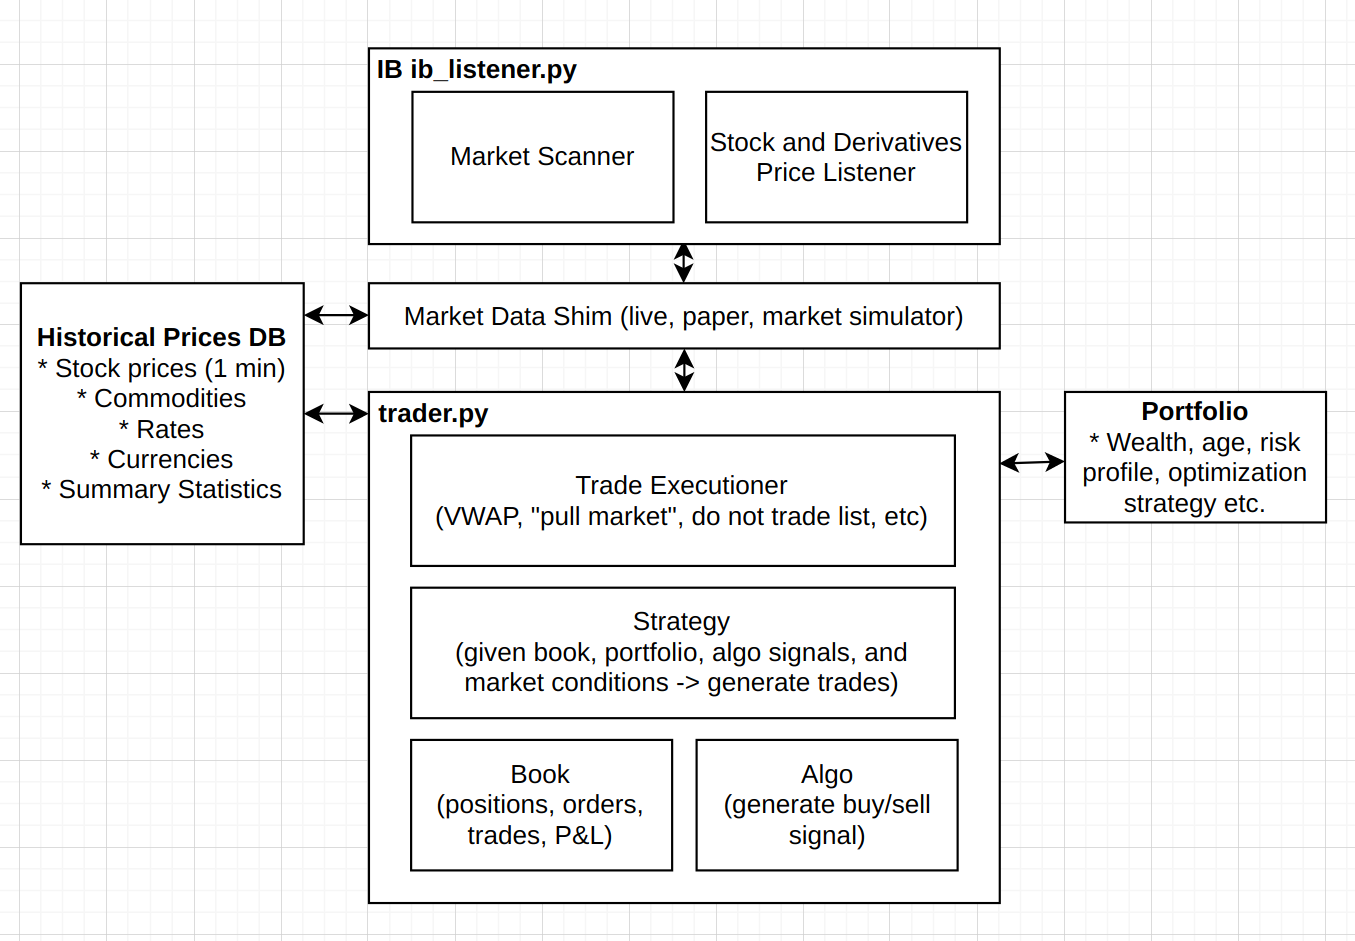 IB ib_listener.py
Market Scanner
Stock and Derivatives
Price Listener
Market Data Shim (live, paper, market simulator)
Historical Prices DB
* Stock prices (1 min)
* Commodities
* Rates
* Currencies
* Summary Statistics
trader.py
Trade Executioner
(VWAP, "pull market", do not trade list, etc)
Strategy
(given book, portfolio, algo signals, and
market conditions -> generate trades)
Book
(positions, orders,
trades, P&L)
Algo
(generate buy/sell
signal)
Portfolio
* Wealth, age, risk
profile, optimization
strategy etc.